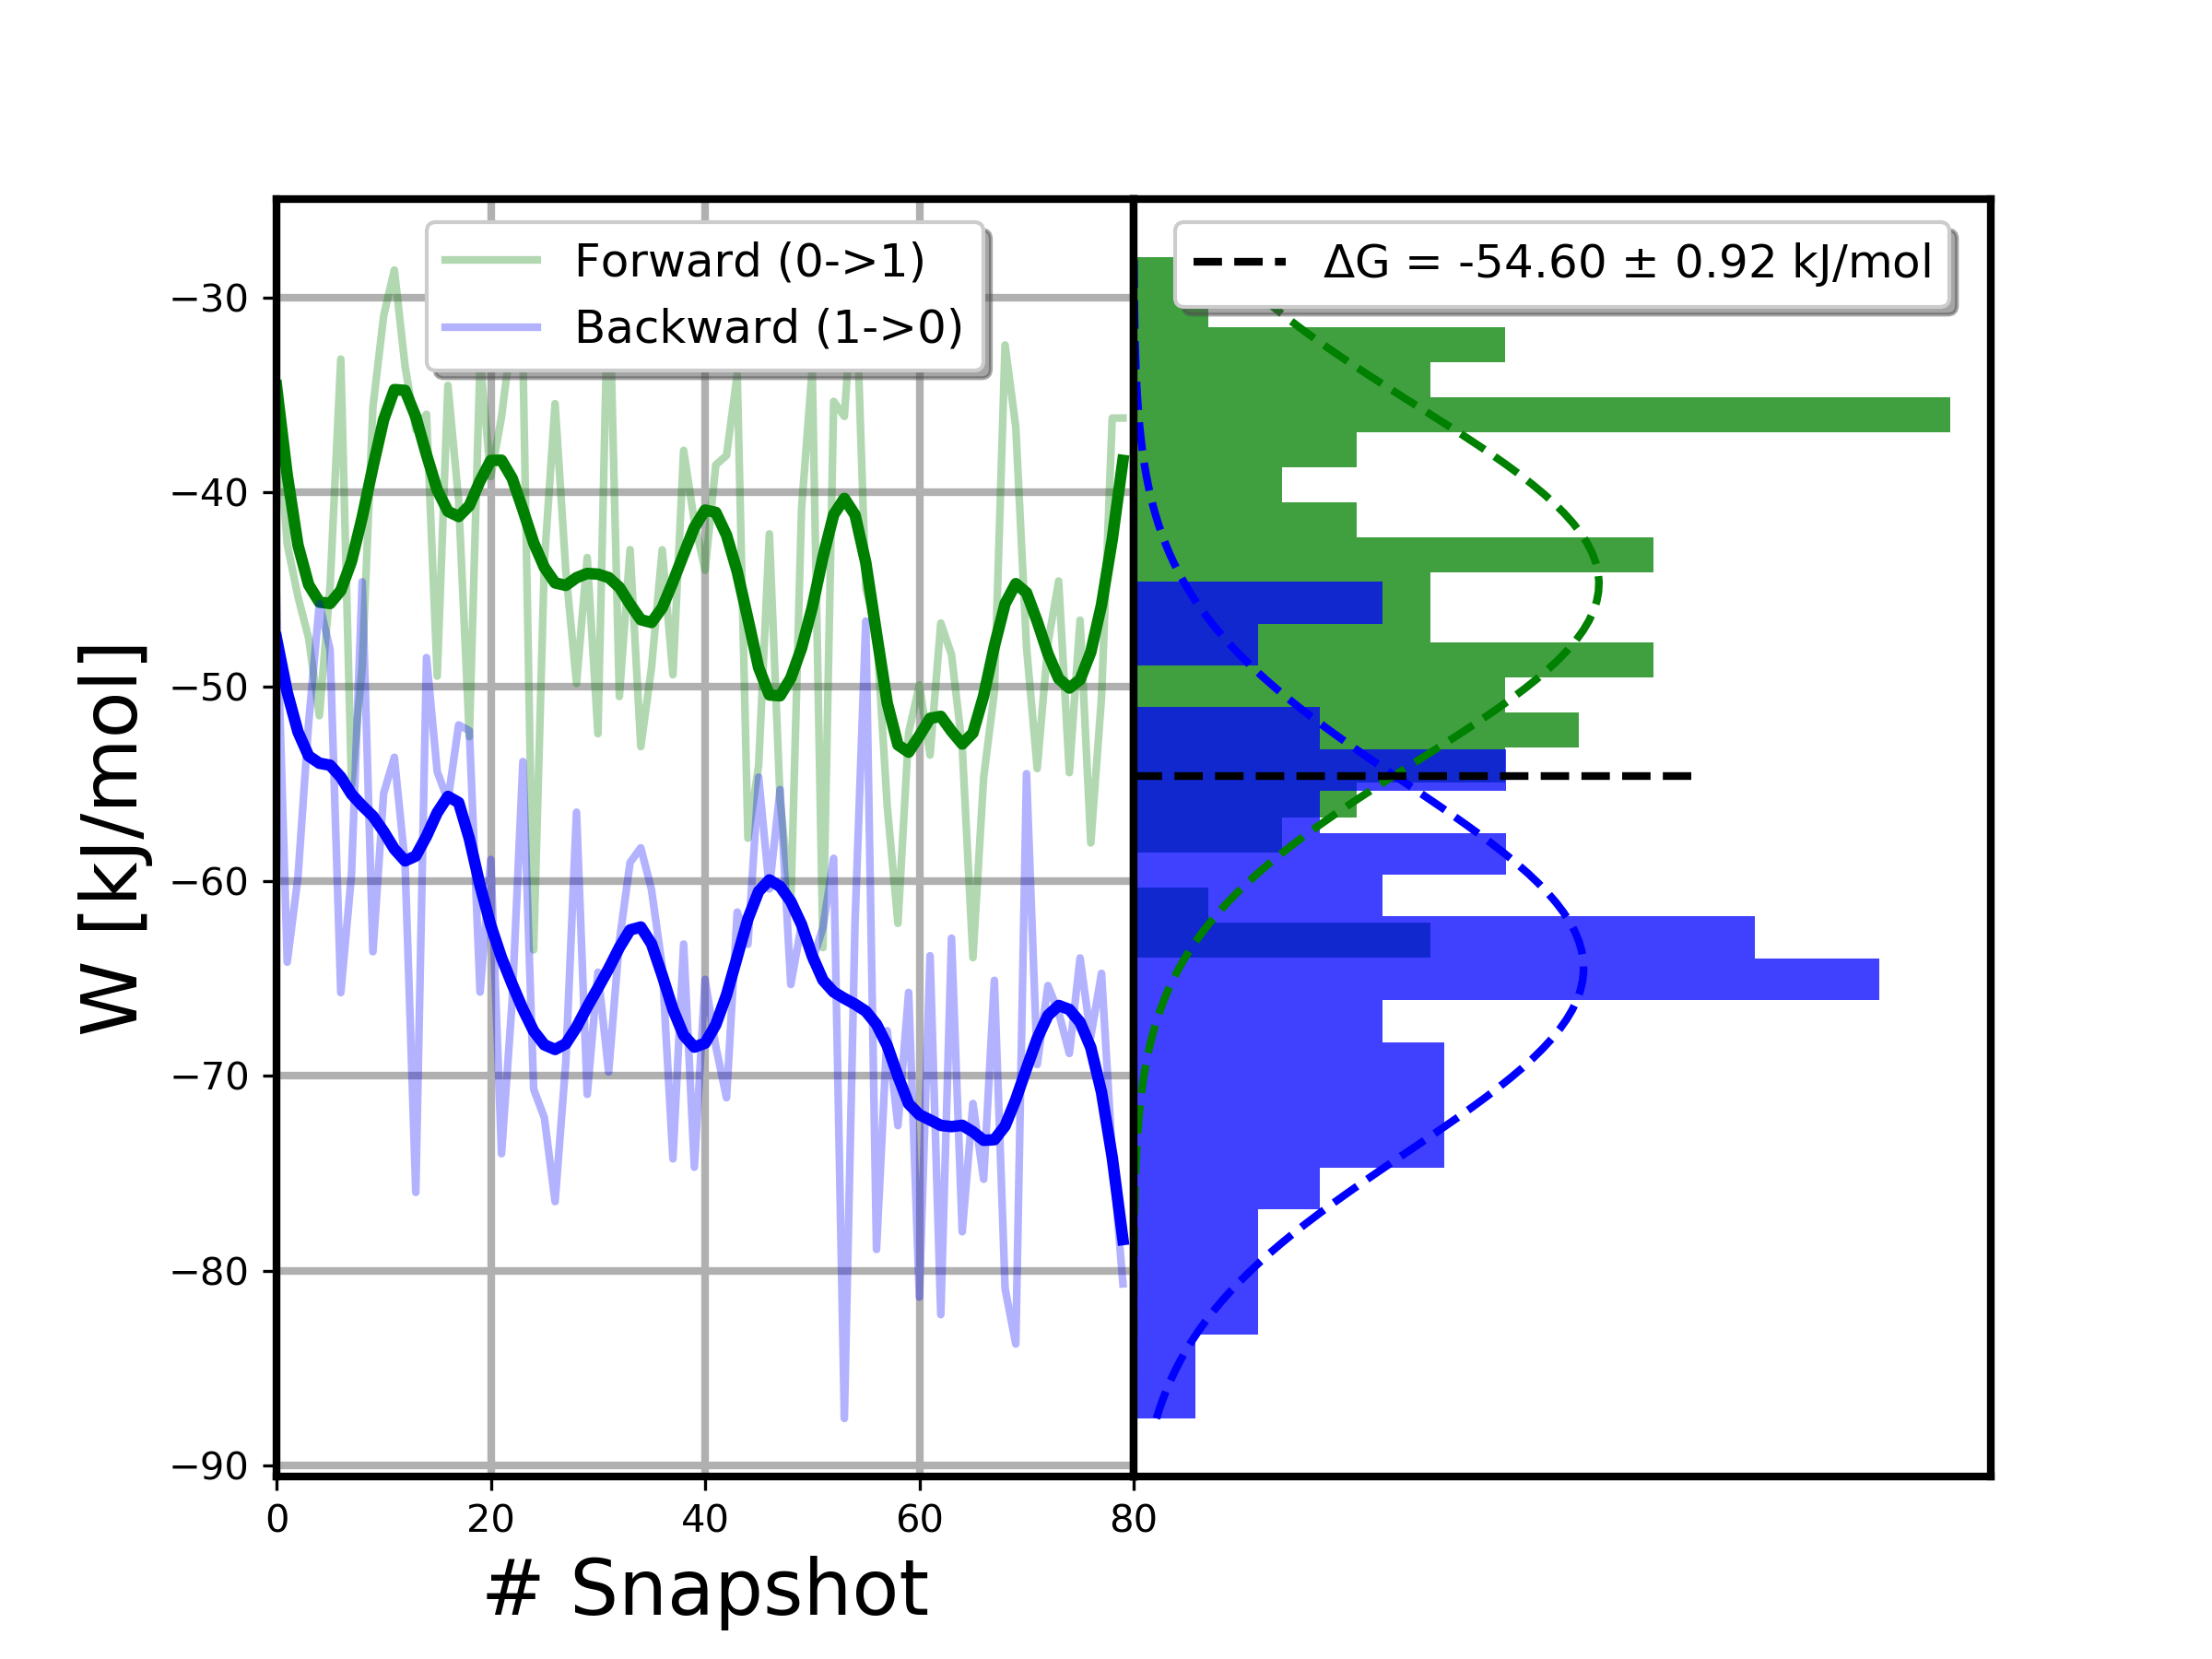 Forward (0->1)
Backward (1->0)
ΔG = -54.60 ± 0.92 kJ/mol
−30
−40
−50
−60
−70
−80
−90
W [kJ/mol]
0
20
40
60
80
# Snapshot